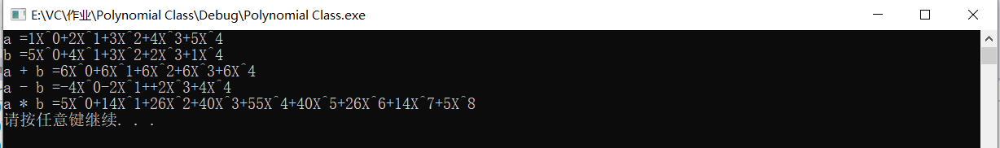 E:\VC\作业\Polynomial Class\Debug\Polynomial Class.exe
a =1X^0+2X^1+3X^2+4X^3+5X^4
b =5X^0+4X^1+3X^2+2X^3+1X^4
a + b =6X^0+6X^1+6X^2+6X^3+6X^4
a - b =-4X^0-2X^1++2X^3+4X^4
a * b =5X^0+14X^1+26X^2+40X^3+55X^4+40X^5+26X^6+14X^7+5X^8
请按任意键继续. . .